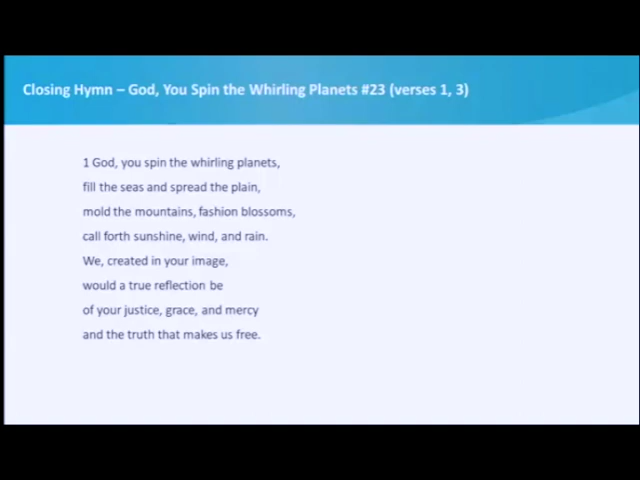 Closing Hymn – God, You Spin the Whirling Planets #23 (verses 1, 3)
1 God, you spin the whirling planets,
fill the seas and spread the plain,
mold the mountains, fashion blossoms,
call forth sunshine, wind, and rain.
We, created in your image,
would a true reflection be
of your justice, grace, and mercy
and the truth that makes us free.